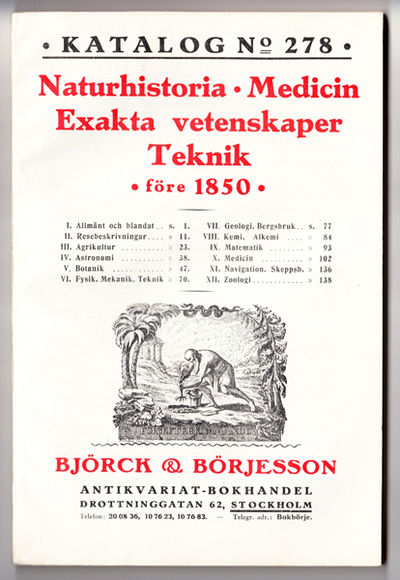 • KATALOG Nº 278 •
Naturhistoria • Medicin
Exakta vetenskaper
Teknik
• före 1850 •
I. Allmänt och blandat.. s. 1.
II. Resebeskrivningar.... » 11.
III. Agrikultur ........... » 23.
IV. Astronomi ........... » 38.
V. Botanik .......... » 47.
VI. Fysik. Mekanik. Teknik » 70.
VII. Geologi. Bergsbruk.. s. 77
VIII. Kemi. Alkemi .... » 84
IX. Matematik ........ » 93
X. Medicin .......... » 102
XI. Navigation. Skeppsb. » 136
XII. Zoologi .......... » 138
BJÖRCK & BÖRJESSON
ANTIKVARIAT-BOKHANDEL
DROTTNINGGATAN 62, STOCKHOLM
Telefon: 20 08 36, 10 76 23, 10 76 83. — Telegr. adr.: Bokbörje.